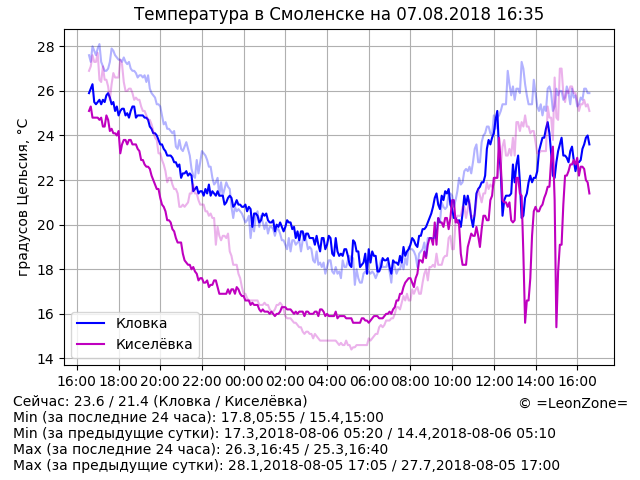 Температура в Смоленске на 07.08.2018 16:35
градусов Цельсия, °C
28
26
24
22
20
18
16
14
Кловка
Киселёвка
16:00 18:00 20:00 22:00 00:00 02:00 04:00 06:00 08:00 10:00 12:00 14:00 16:00
Сейчас: 23.6 / 21.4 (Кловка / Киселёвка)
© =LeonZone=
Min (за последние 24 часа): 17.8,05:55 / 15.4,15:00
Min (за предыдущие сутки): 17.3,2018-08-06 05:20 / 14.4,2018-08-06 05:10
Max (за последние 24 часа): 26.3,16:45 / 25.3,16:40
Max (за предыдущие сутки): 28.1,2018-08-05 17:05 / 27.7,2018-08-05 17:00